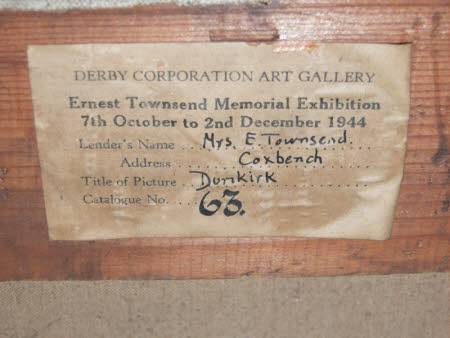 DERBY CORPORATION ART GALLERY
Ernest Townsend Memorial Exhibition
7th October to 2nd December 1944
Lender's Name . . Mrs. E. Townsend.
Address . . . . . Coxbench
Title of Picture . . Dunkirk
Catalogue No. . . . 63.